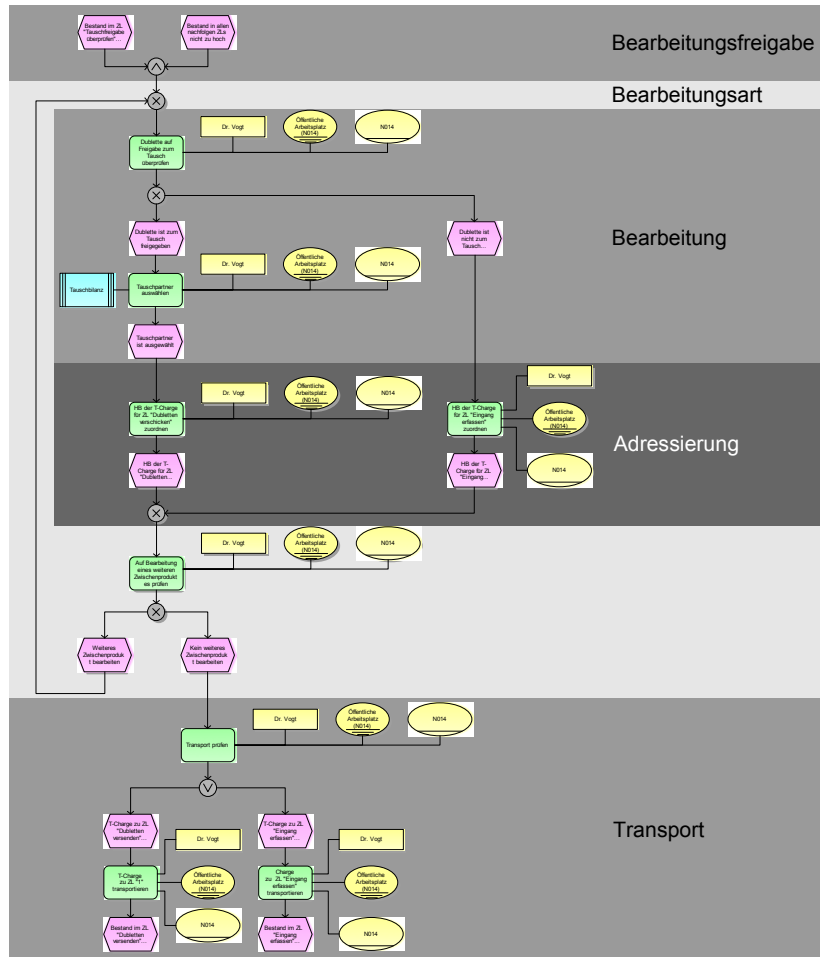 Bestand im ZL
"Tauschfreigabe
überprüfen"...
Bestand in allen
nachfolgen ZLs
nicht zu hoch
Bearbeitungsfreigabe
Bearbeitungsart
Dublette auf
Freigabe zum
Tausch
überprüfen
Dr. Vogt
Öffentliche
Arbeitsplatz
(N014)
N014
Dublette ist zum
Tausch
freigegeben
Dublette ist
nicht zum
Tausch...
Bearbeitung
Tauschbilanz
Tauschpartner
auswählen
Dr. Vogt
Öffentliche
Arbeitsplatz
(N014)
N014
Tauschpartner
ist ausgewählt
HB der T-Charge
für ZL "Dubletten
verschicken"
zuordnen
Dr. Vogt
Öffentliche
Arbeitsplatz
(N014)
N014
HB der T-Charge
für ZL "Eingang
erfassen"
zuordnen
Dr. Vogt
Öffentliche
Arbeitsplatz
(N014)
N014
Adressierung
HB der T-
Charge für ZL
"Dubletten...
HB der T-
Charge für ZL
"Eingang...
Auf Bearbeitung
eines weiteren
Zwischenprodukt
es prüfen
Dr. Vogt
Öffentliche
Arbeitsplatz
(N014)
N014
Weiteres
Zwischenproduk
t bearbeiten
Kein weiteres
Zwischenproduk
t bearbeiten
Transport prüfen
Dr. Vogt
Öffentliche
Arbeitsplatz
(N014)
N014
Transport
T-Charge zu ZL
"Dubletten
versenden"...
T-Charge zu ZL
"Eingang
erfassen"...
T-Charge
zu ZL "1"
transportieren
Dr. Vogt
Öffentliche
Arbeitsplatz
(N014)
N014
Charge
zu ZL "Eingang
erfassen"
transportieren
Dr. Vogt
Öffentliche
Arbeitsplatz
(N014)
N014
Bestand im ZL
"Dubletten
versenden"...
Bestand im ZL
"Eingang
erfassen"...